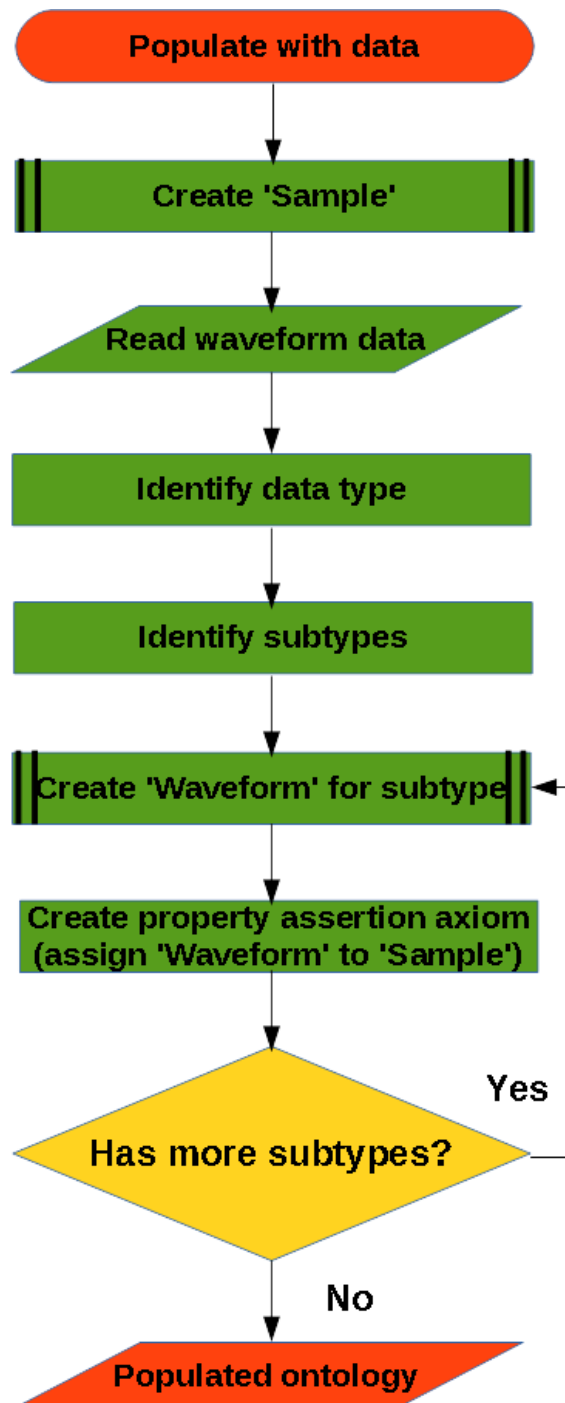 Populate with data
Create 'Sample'
Read waveform data
Identify data type
Identify subtypes
Create 'Waveform' for subtype
Create property assertion axiom
(assign 'Waveform' to 'Sample')
Yes
Has more subtypes?
No
Populated ontology